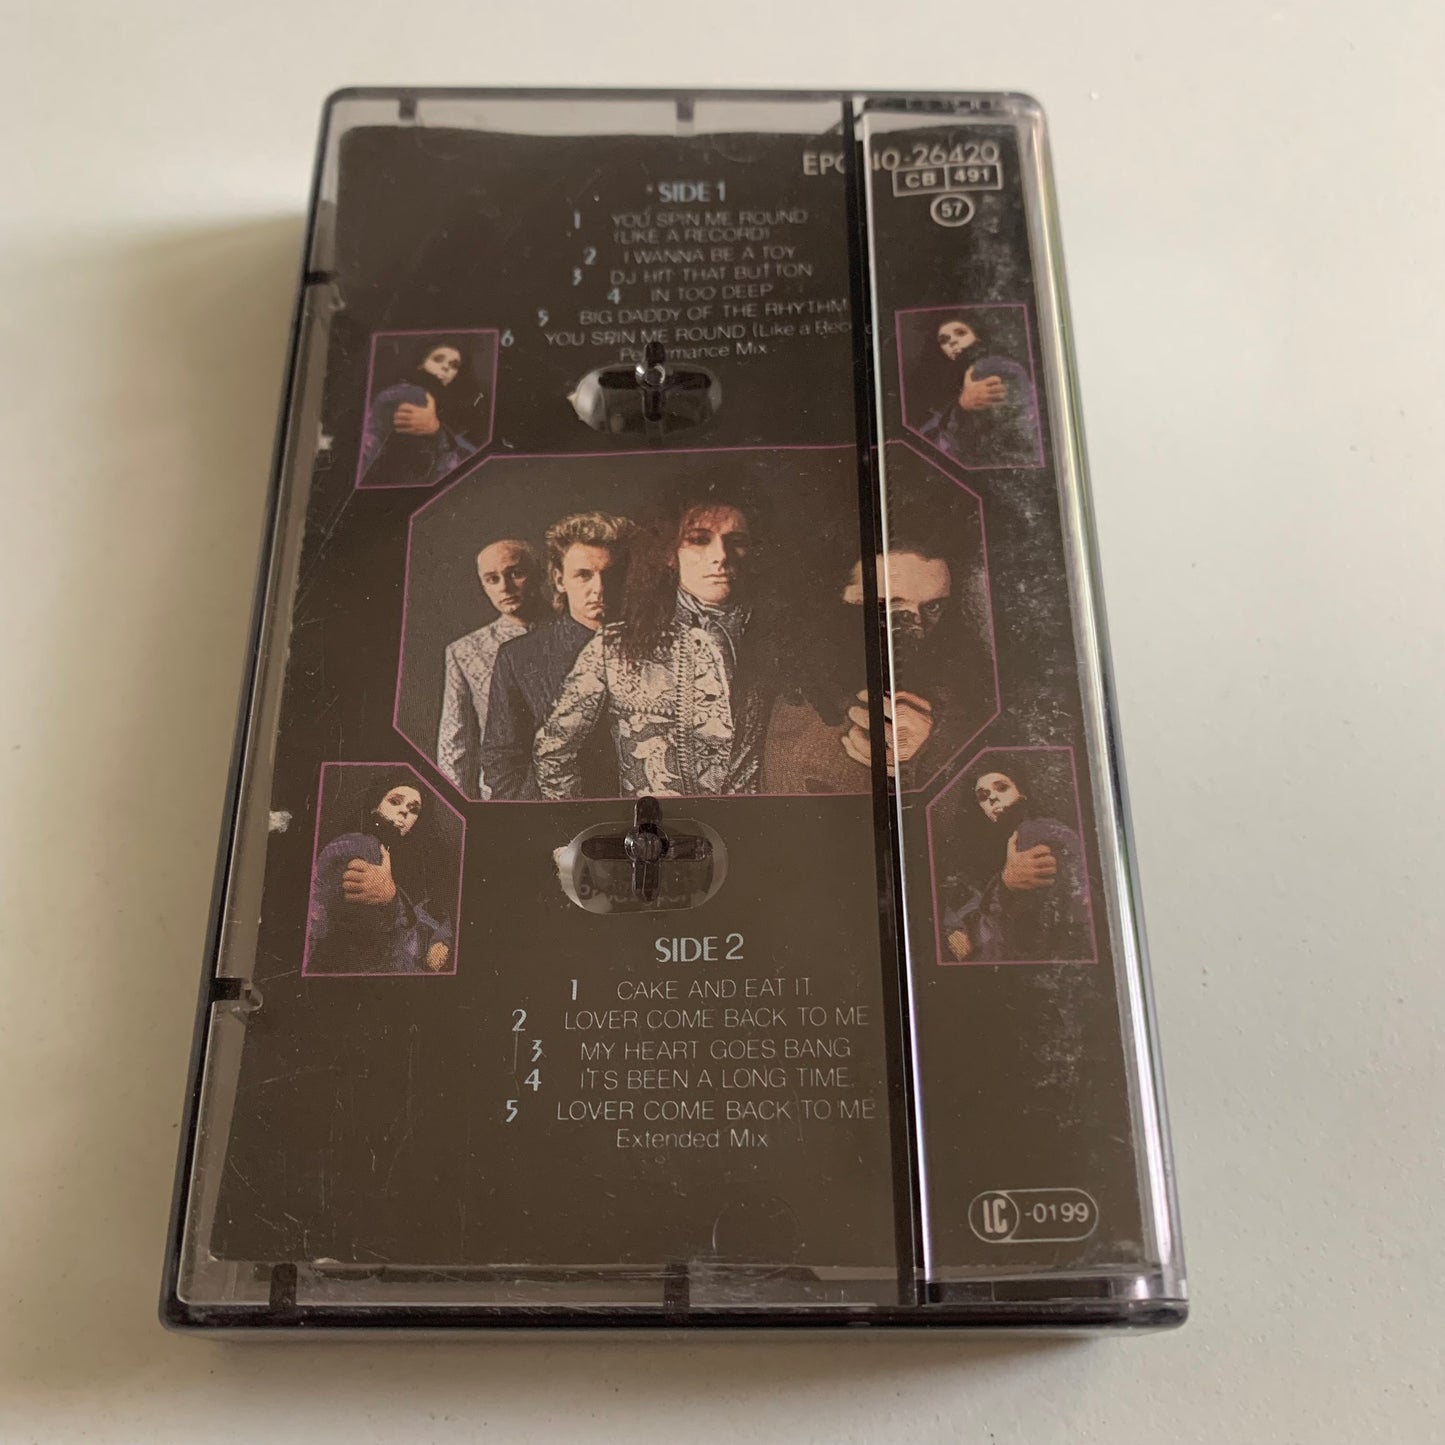 EPC 40-26420
CB 491
57
SIDE 1
1 YOU SPIN ME ROUND
(LIKE A RECORD)
2 I WANNA BE A TOY
3 DJ HIT THAT BUTTON
4 IN TOO DEEP
5 BIG DADDY OF THE RHYTHM
6 YOU SPIN ME ROUND (Like a Record)
Performance Mix
SIDE 2
1 CAKE AND EAT IT
2 LOVER COME BACK TO ME
3 MY HEART GOES BANG
4 IT'S BEEN A LONG TIME
5 LOVER COME BACK TO ME
Extended Mix
LC -0199